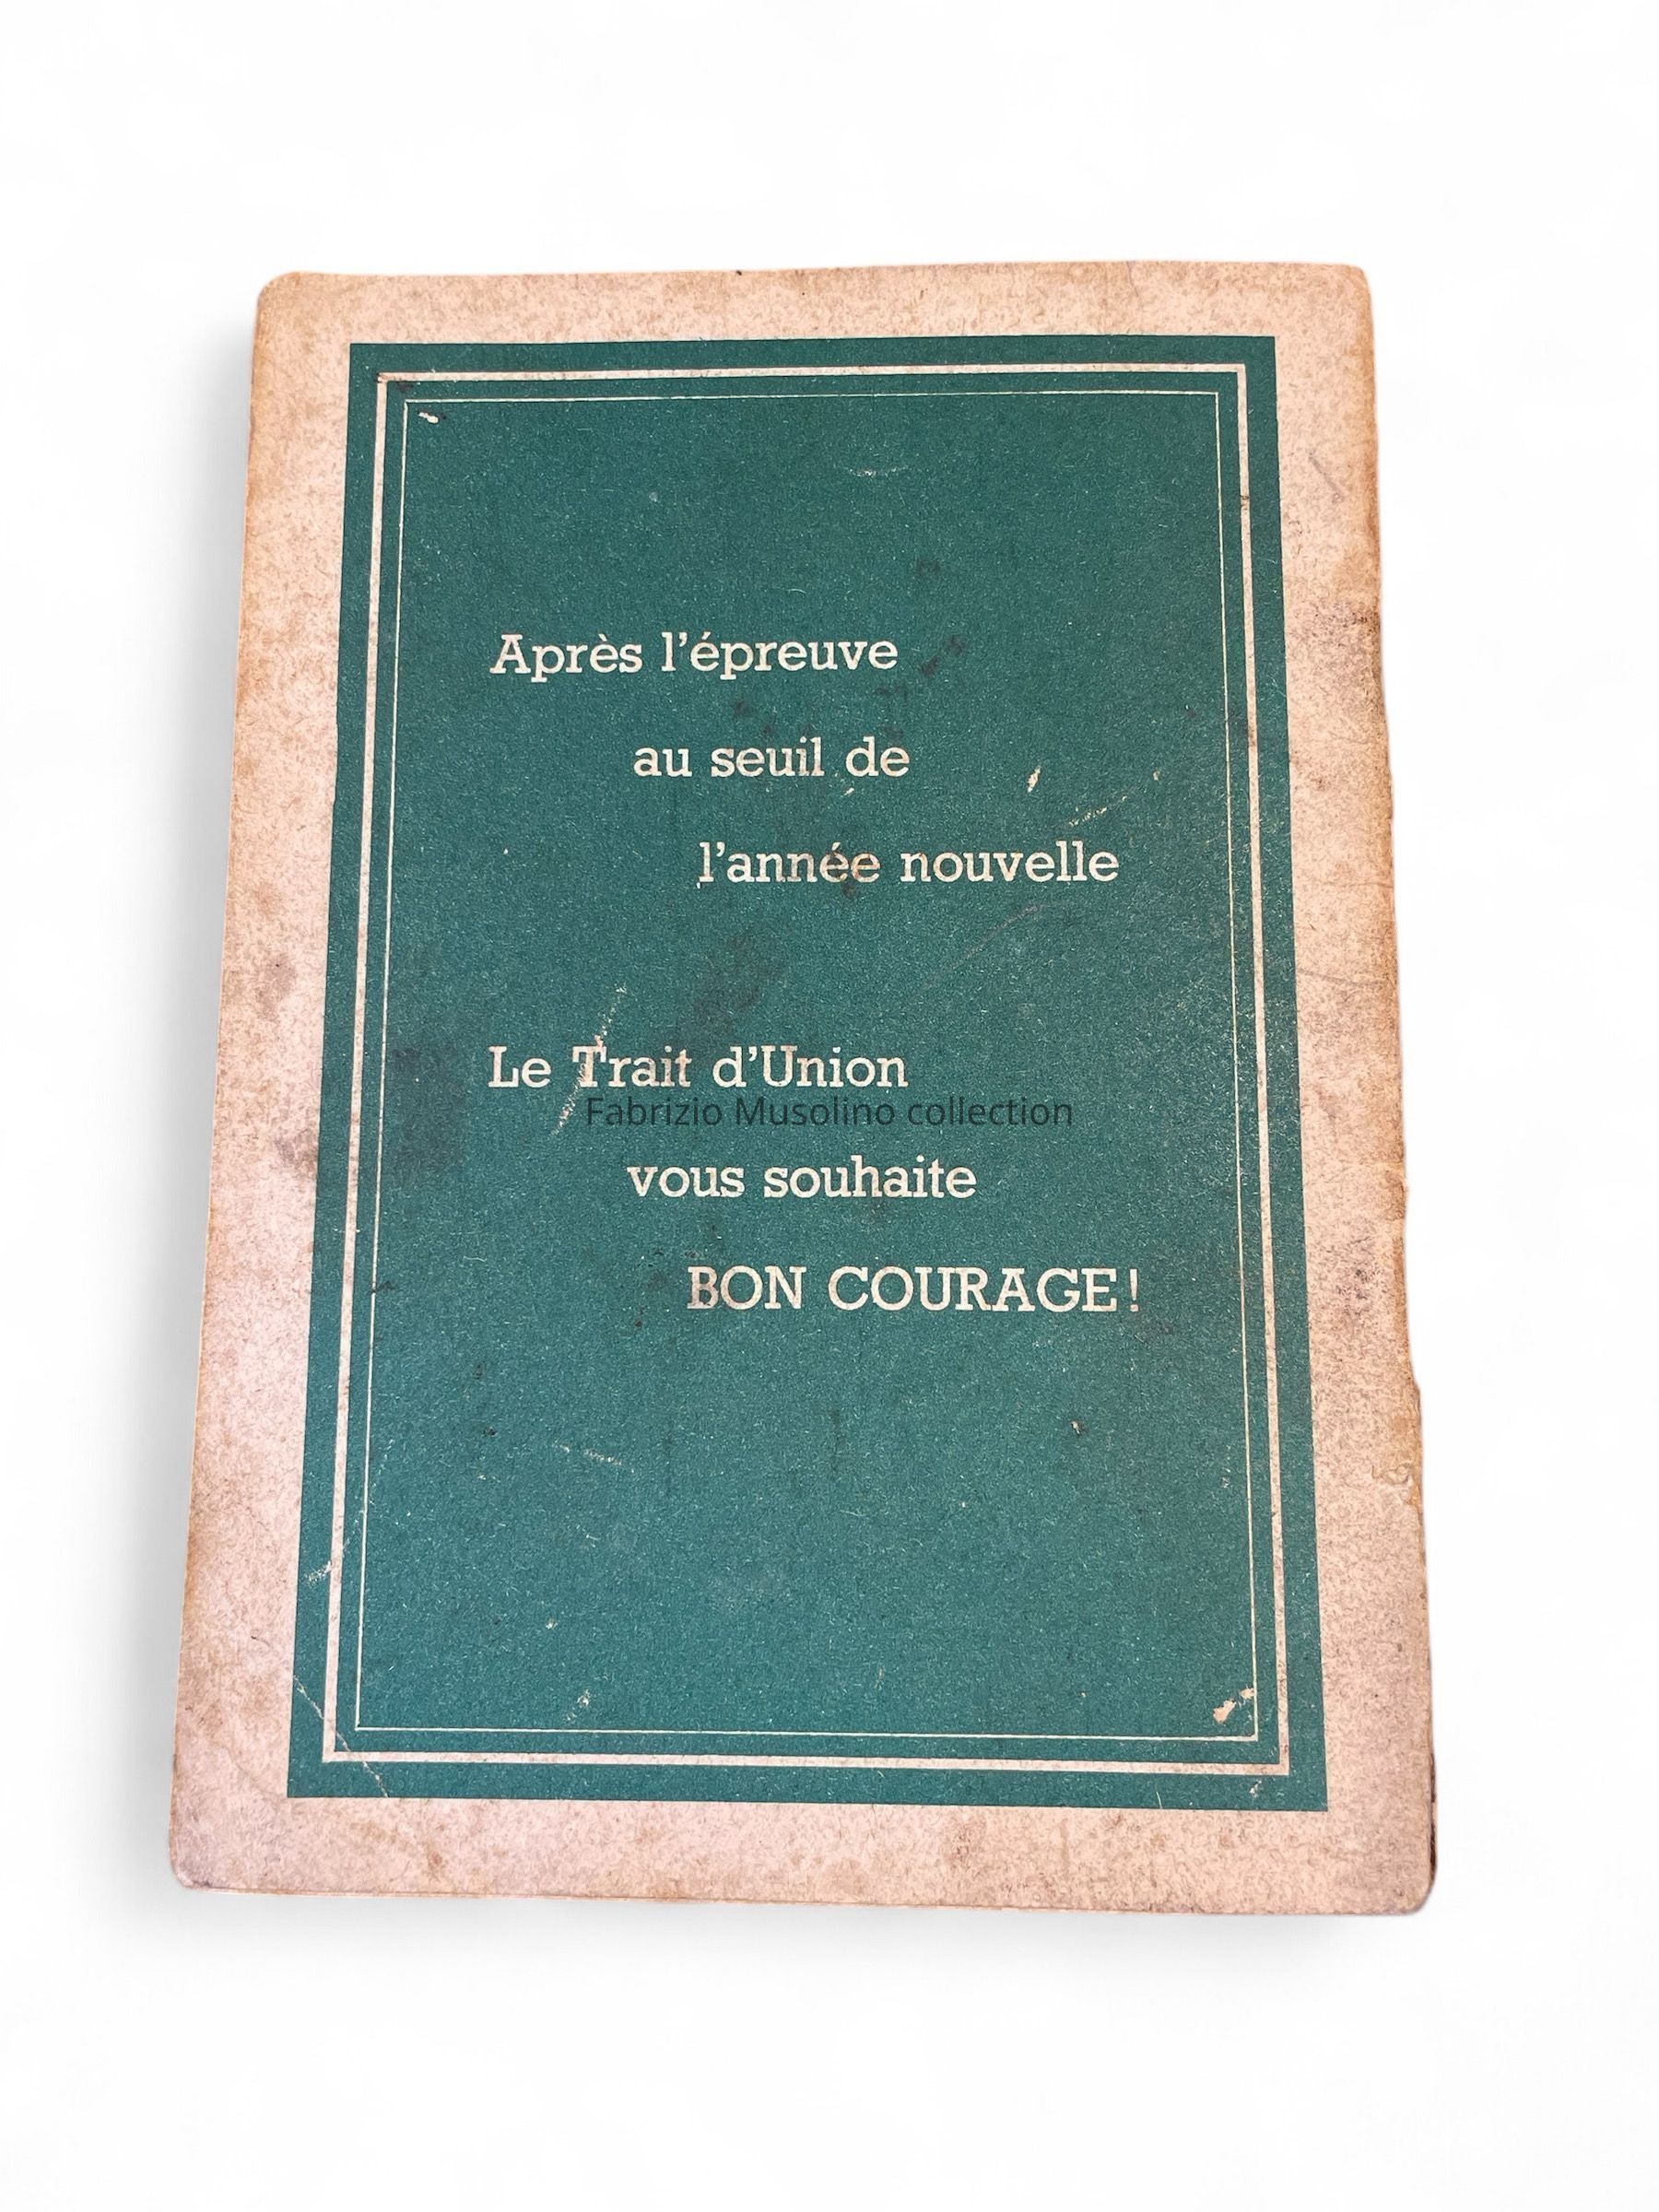 Après l'épreuve
au seuil de
l'année nouvelle
Le Trait d'Union
Fabrizio Musolino collection
vous souhaite
BON COURAGE!